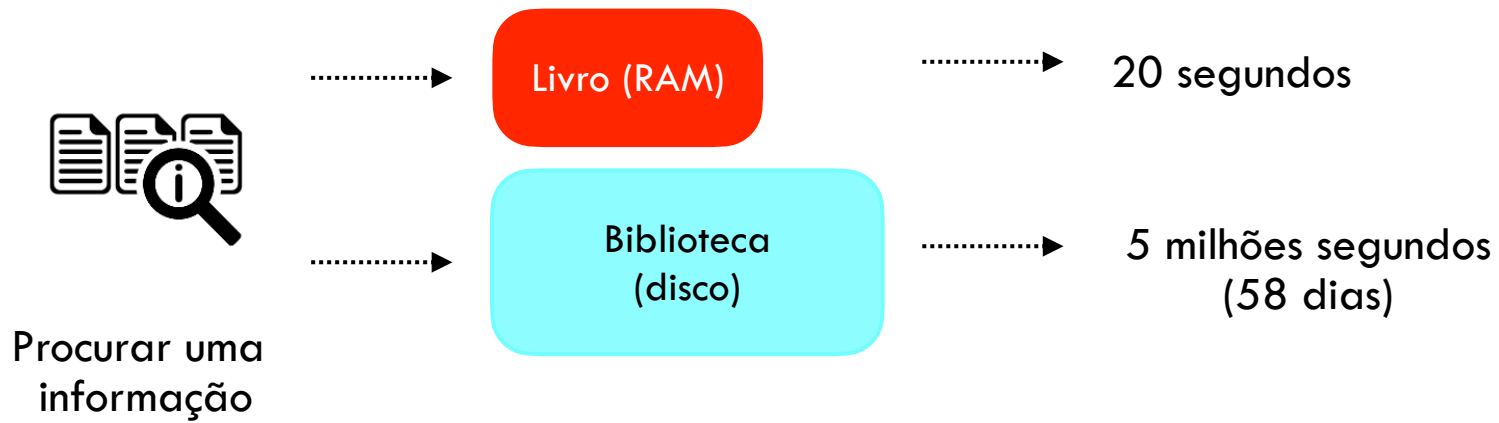 Livro (RAM)
20 segundos
Biblioteca
(disco)
5 milhões segundos
(58 dias)
Procurar uma
informação